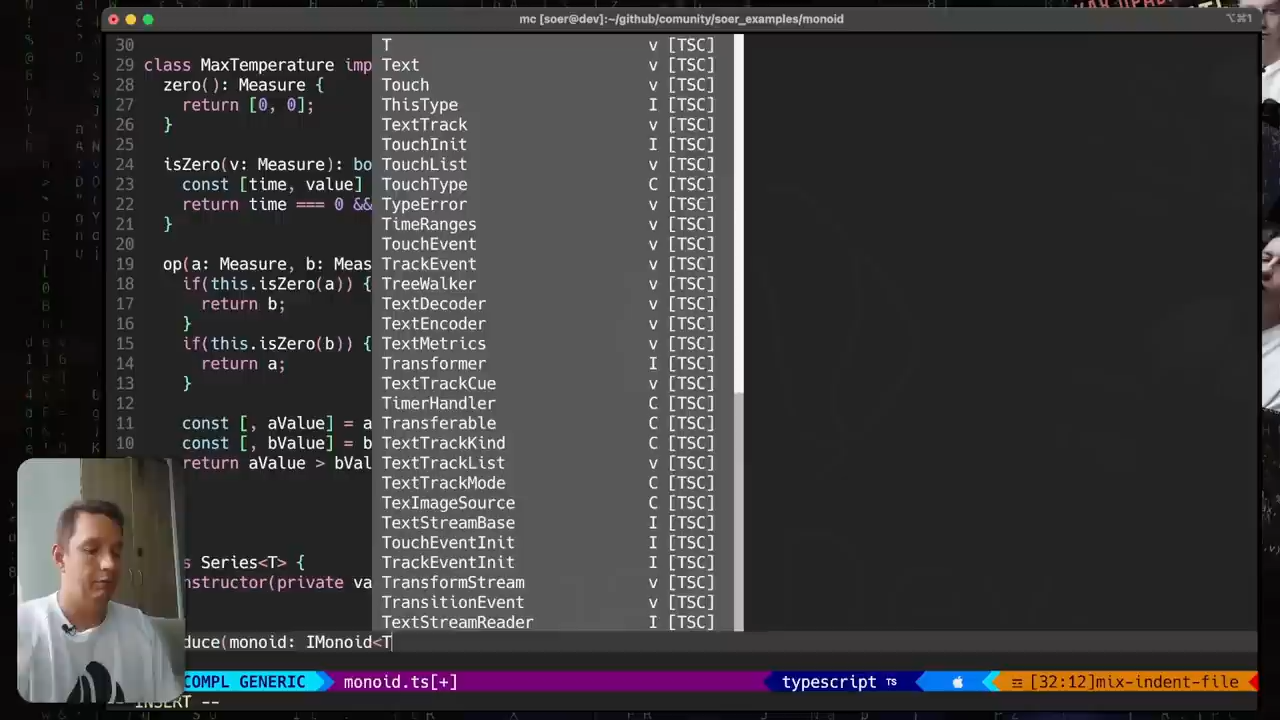 mc [soer@dev]:~/github/comunity/soer_examples/monoid
⌥⌘1
30 T v [TSC]
29 class MaxTemperature imp Text v [TSC]
28 zero(): Measure { Touch v [TSC]
27 return [0, 0]; ThisType I [TSC]
26 } TextTrack v [TSC]
25 TouchInit I [TSC]
24 isZero(v: Measure): bo TouchList v [TSC]
23 const [time, value] TouchType C [TSC]
22 return time === 0 && TypeError v [TSC]
21 } TimeRanges v [TSC]
20 TouchEvent v [TSC]
19 op(a: Measure, b: Meas TrackEvent v [TSC]
18 if(this.isZero(a)) { TreeWalker v [TSC]
17 return b; TextDecoder v [TSC]
16 } TextEncoder v [TSC]
15 if(this.isZero(b)) { TextMetrics v [TSC]
14 return a; Transformer I [TSC]
13 } TextTrackCue v [TSC]
12 TimerHandler C [TSC]
11 const [, aValue] = a Transferable C [TSC]
10 const [, bValue] = b TextTrackKind C [TSC]
return aValue > bVal TextTrackList v [TSC]
TextTrackMode C [TSC]
TexImageSource C [TSC]
TextStreamBase I [TSC]
TouchEventInit I [TSC]
s Series<T> { TrackEventInit I [TSC]
nstructor(private va TransformStream v [TSC]
TransitionEvent v [TSC]
TextStreamReader I [TSC]
duce(monoid: IMonoid<T
COMPL GENERIC monoid.ts[+] typescript TS [32:12]mix-indent-file
-- INSERT --